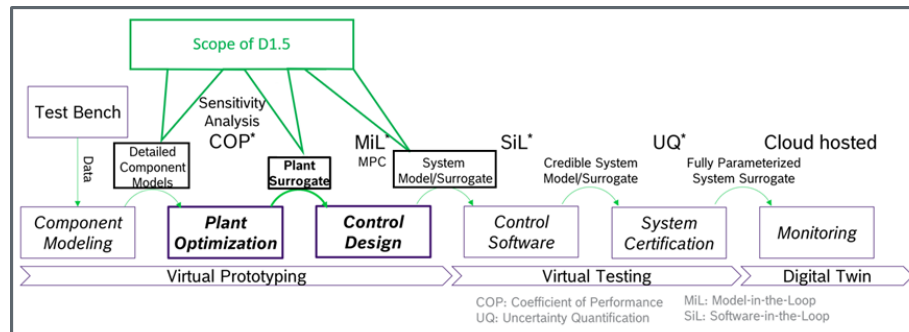 Scope of D1.5
Test Bench
Sensitivity
Analysis
COP*
MiL*
MPC
SiL*
UQ*
Cloud hosted
Data
Detailed
Component
Models
Plant
Surrogate
System
Model/Surrogate
Credible System
Model/Surrogate
Fully Parameterized
System Surrogate
Component
Modeling
Plant
Optimization
Control
Design
Control
Software
System
Certification
Monitoring
Virtual Prototyping
Virtual Testing
Digital Twin
COP: Coefficient of Performance
MiL: Model-in-the-Loop
UQ: Uncertainty Quantification
SiL: Software-in-the-Loop